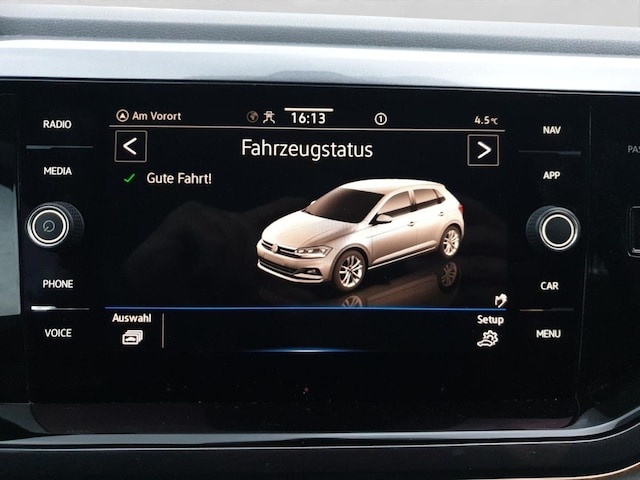 Am Vorort 16:13 1 4.5°C
RADIO
MEDIA
PHONE
VOICE
Fahrzeugstatus
Gute Fahrt!
Auswahl
Setup
NAV
APP
CAR
MENU